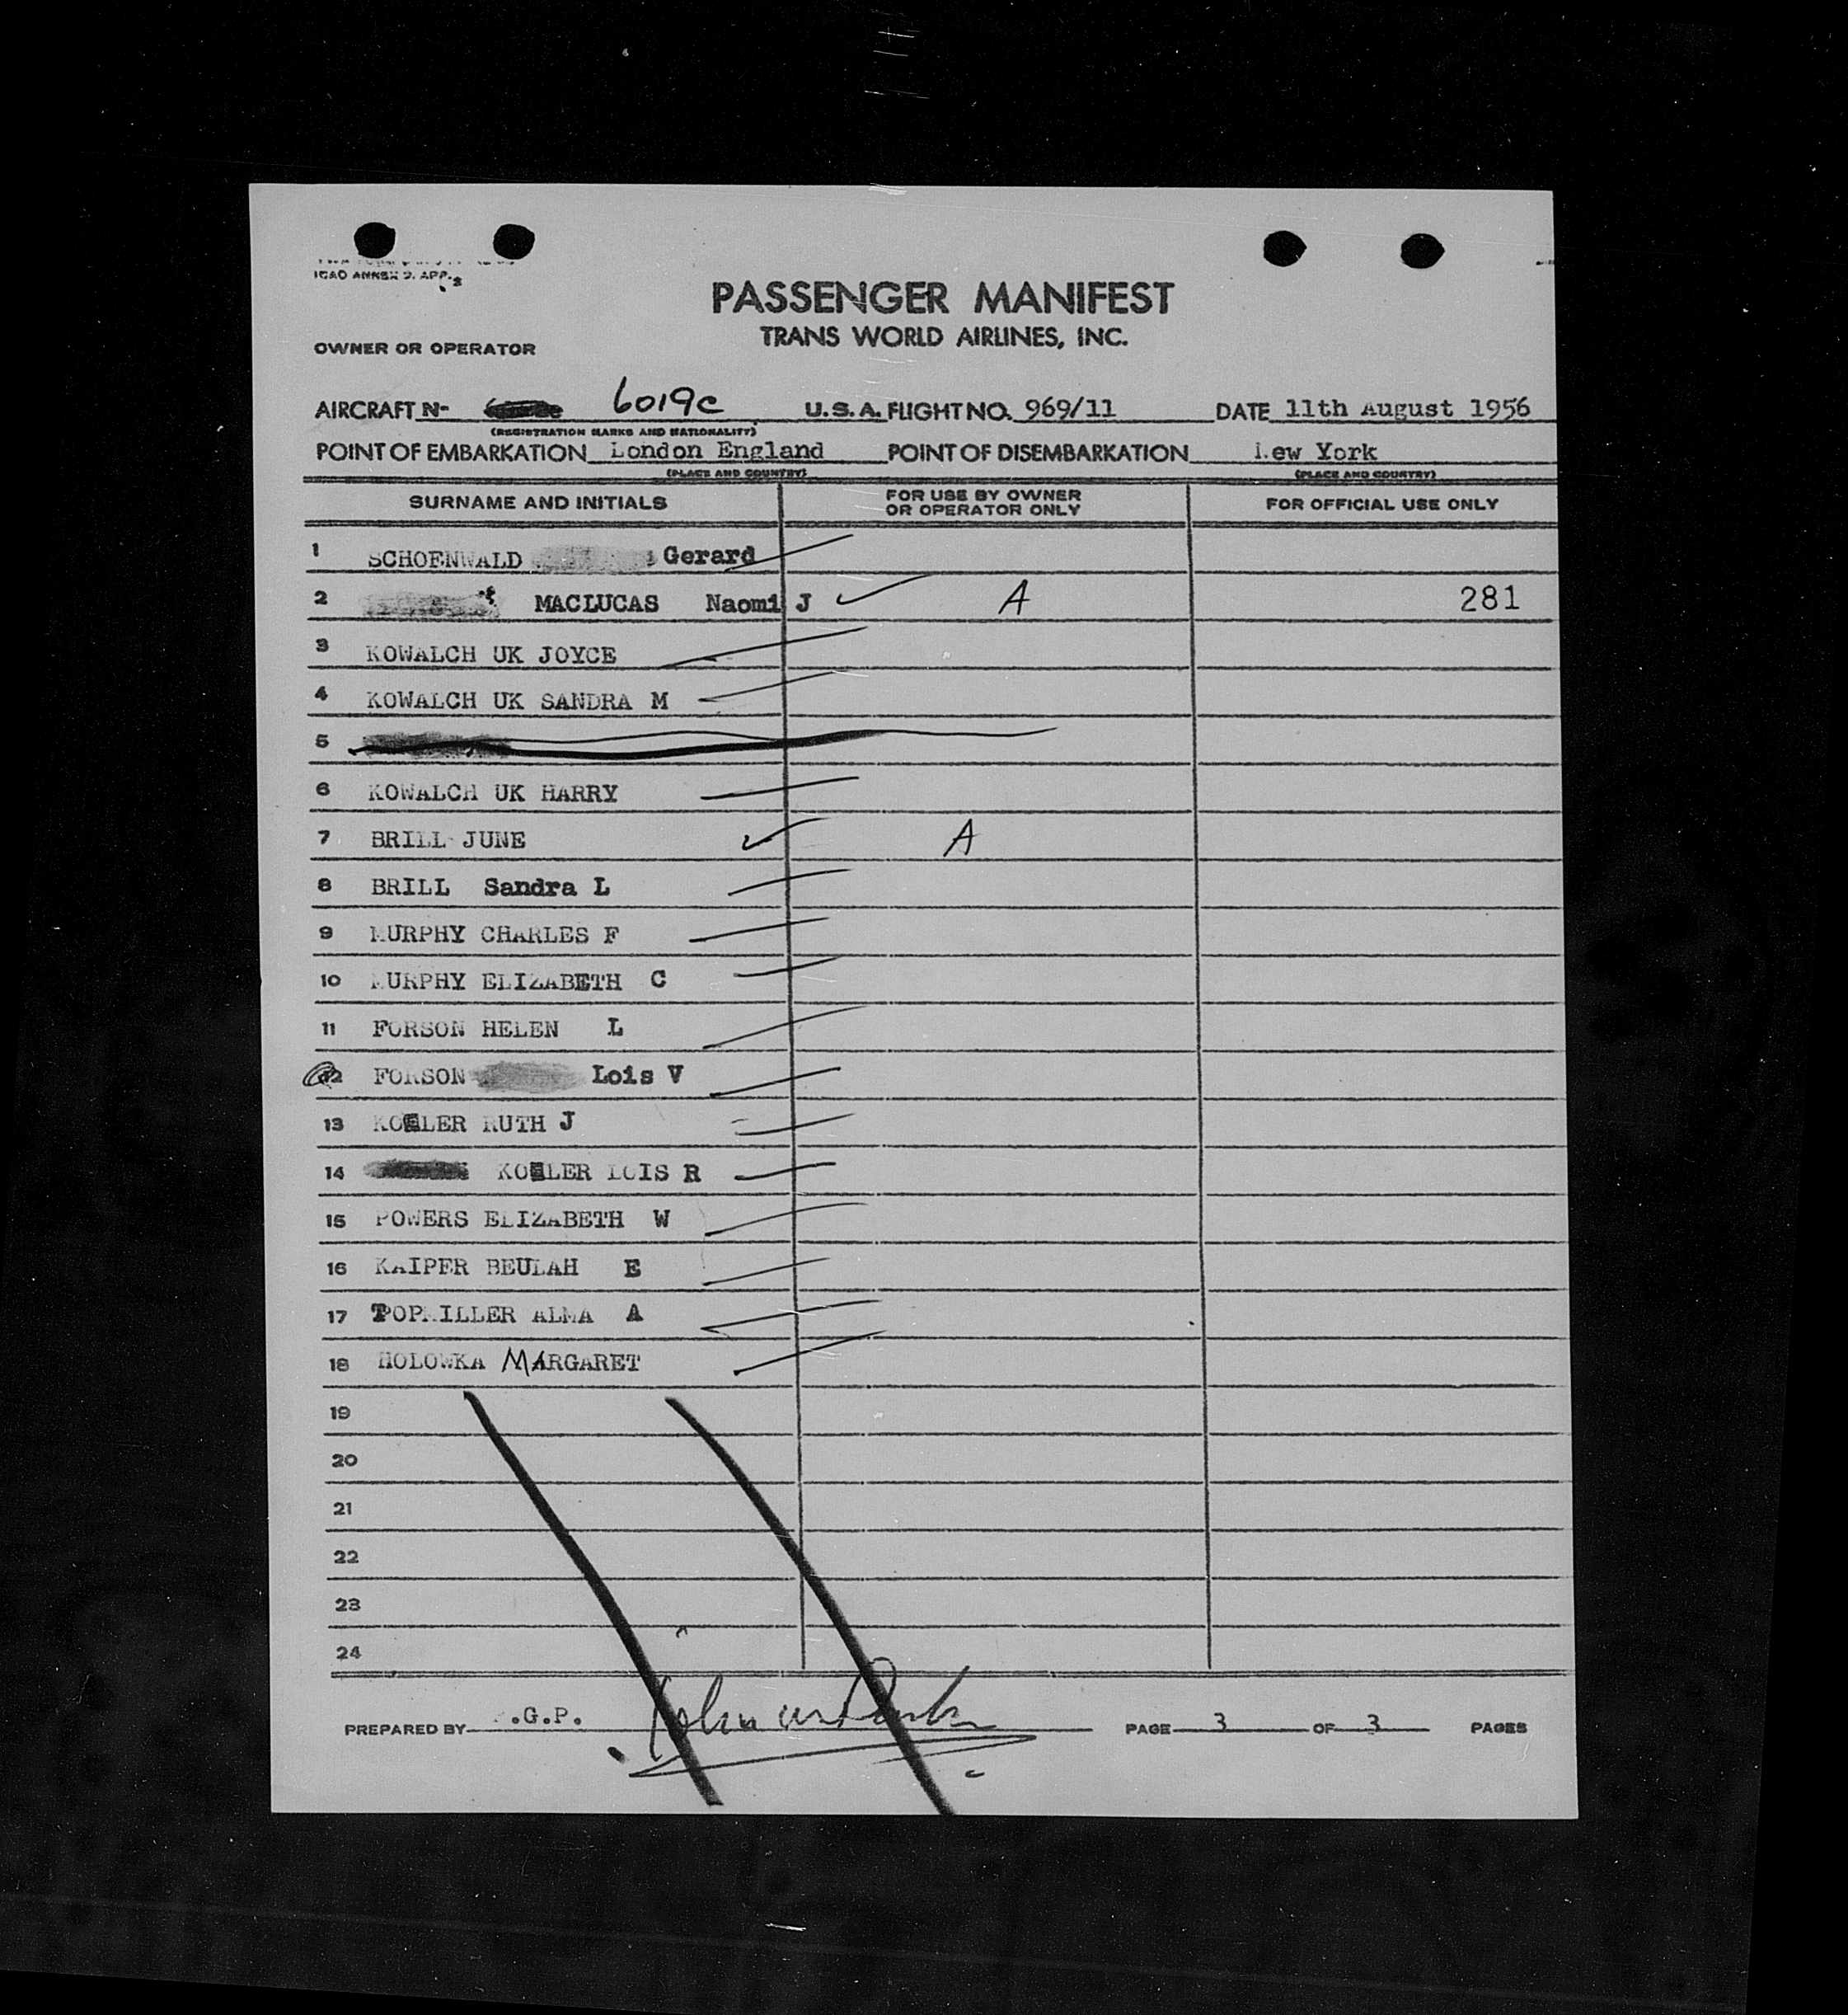 ICAO ANNEX 9. APP. 2
PASSENGER MANIFEST
TRANS WORLD AIRLINES, INC.
OWNER OR OPERATOR
AIRCRAFT N- 6019c U.S.A. FLIGHT NO. 969/11 DATE 11th August 1956
(REGISTRATION MARKS AND NATIONALITY)
POINT OF EMBARKATION London England POINT OF DISEMBARKATION New York
(PLACE AND COUNTRY) (PLACE AND COUNTRY)
SURNAME AND INITIALS FOR USE BY OWNER OR OPERATOR ONLY FOR OFFICIAL USE ONLY
1 SCHOENWALD Gerard
2 MACLUCAS Naomi J A 281
3 KOWALCH UK JOYCE
4 KOWALCH UK SANDRA M
5
6 KOWALCH UK HARRY
7 BRILL JUNE A
8 BRILL Sandra L
9 MURPHY CHARLES F
10 MURPHY ELIZABETH C
11 FORSON HELEN L
12 FORSON Lois V
13 RUTH J
14 LOIS R
15 POWERS ELIZABETH W
16 KAIPER BEULAH E
17 ALMA A
18 HOLOWKA MARGARET
19
20
21
22
23
24
PREPARED BY .G.P. PAGE 3 OF 3 PAGES